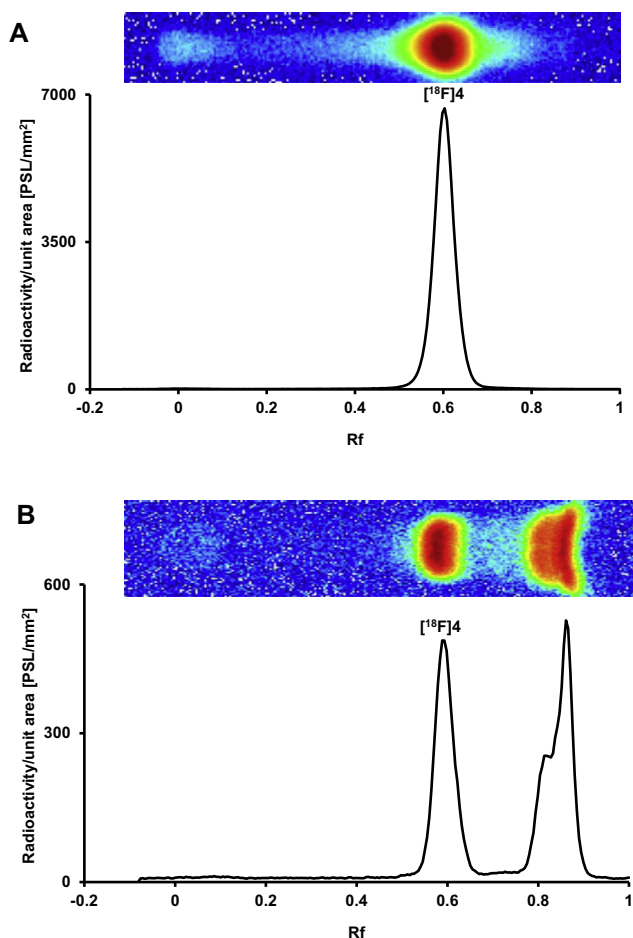 A
[¹⁸F]4
7000
3500
0
Radioactivity/unit area [PSL/mm²]
-0.2 0 0.2 0.4 0.6 0.8 1
Rf
B
[¹⁸F]4
600
300
0
Radioactivity/unit area [PSL/mm²]
-0.2 0 0.2 0.4 0.6 0.8 1
Rf